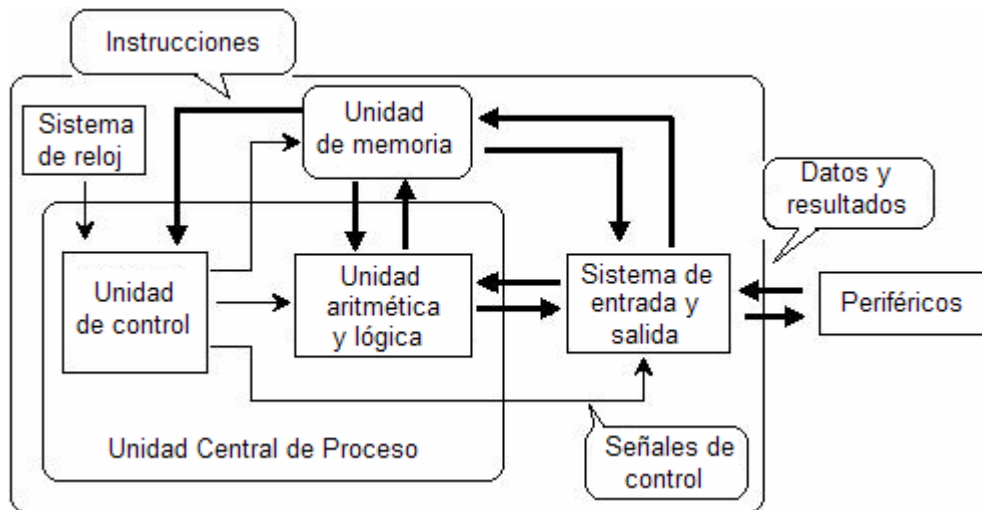 Instrucciones
Sistema
de reloj
Unidad
de memoria
Datos y
resultados
Unidad
de control
Unidad
aritmética
y lógica
Sistema de
entrada y
salida
Periféricos
Unidad Central de Proceso
Señales de
control